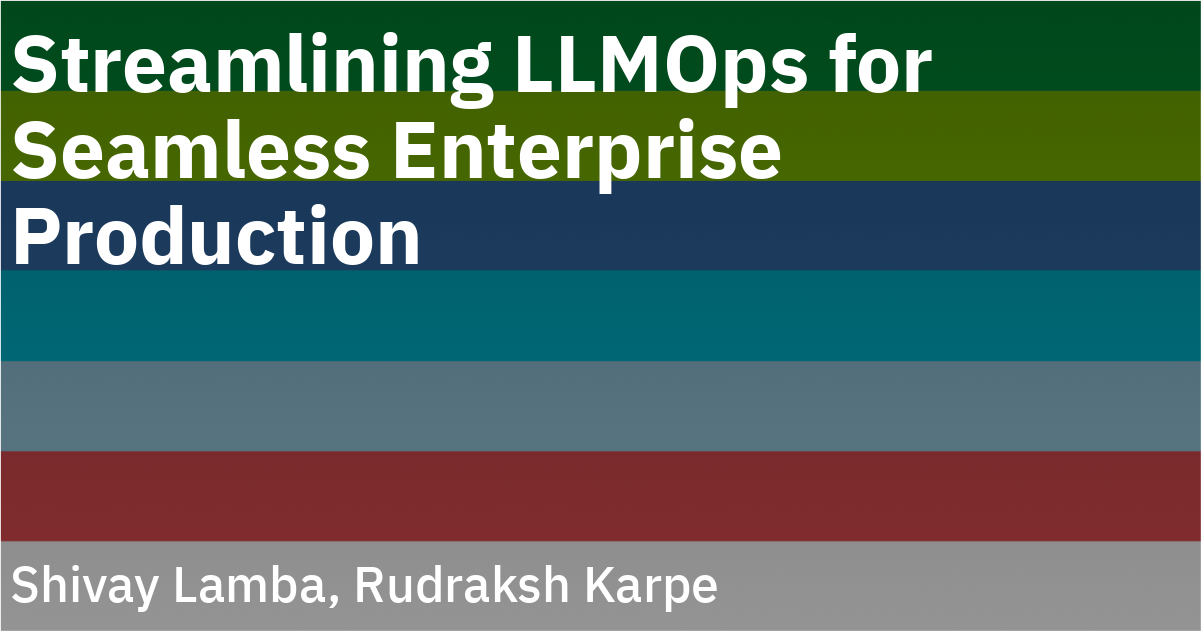 Streamlining LLMOps for
Seamless Enterprise
Production
Shivay Lamba, Rudraksh Karpe